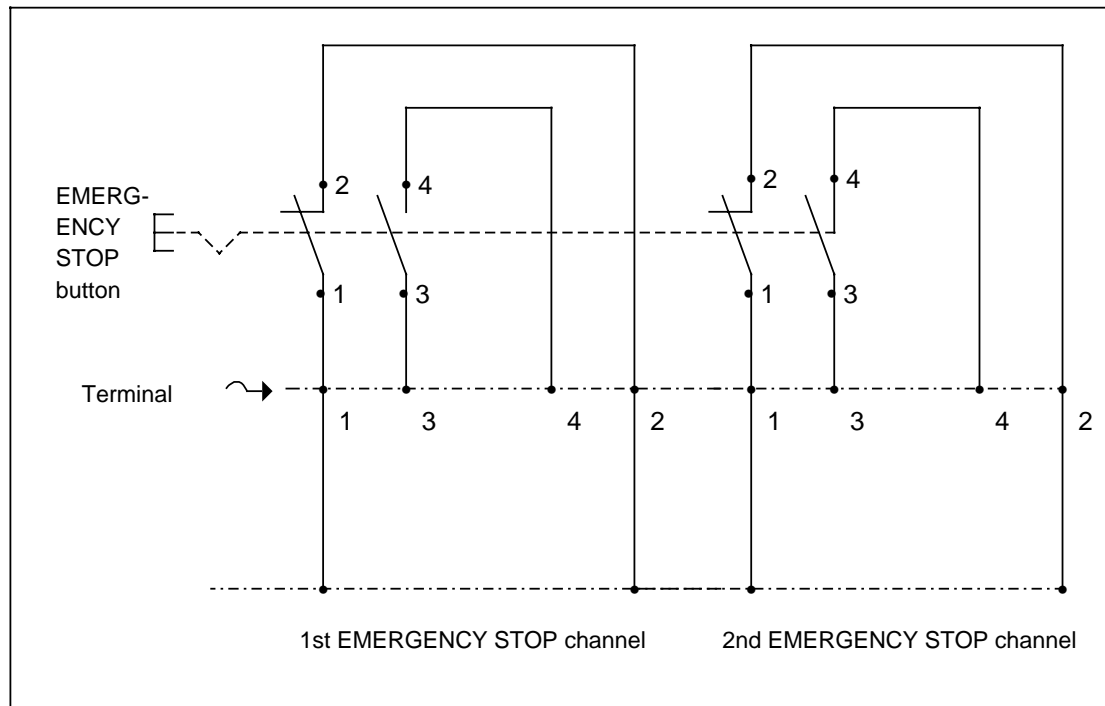 2
4
2
4
EMERG-
ENCY
STOP
button
1
3
1
3
Terminal
1
3
4
2
1
3
4
2
1st EMERGENCY STOP channel
2nd EMERGENCY STOP channel